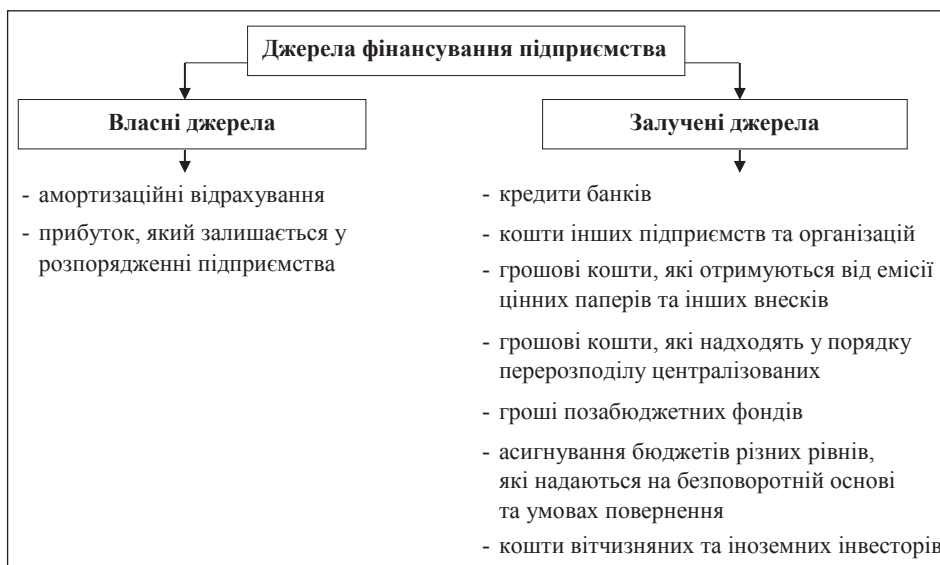 Джерела фінансування підприємства
Власні джерела
- амортизаційні відрахування
- прибуток, який залишається у
розпорядженні підприємства
Залучені джерела
- кредити банків
- кошти інших підприємств та організацій
- грошові кошти, які отримуються від емісії
цінних паперів та інших внесків
- грошові кошти, які надходять у порядку
перерозподілу централізованих
- гроші позабюджетних фондів
- асигнування бюджетів різних рівнів,
які надаються на безповоротній основі
та умовах повернення
- кошти вітчизняних та іноземних інвесторів